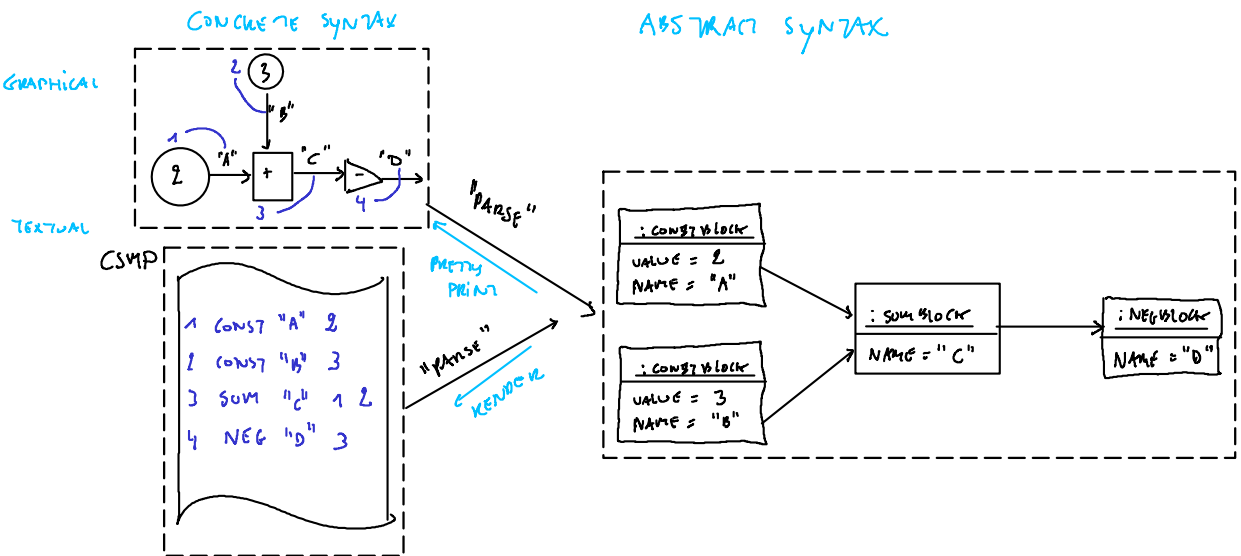 CONCRETE SYNTAX
ABSTRACT SYNTAX
GRAPHICAL
2
3
"B"
1
"A"
2
+
"C"
-
"D"
3
4
TEXTUAL
CSMP
1 CONST "A" 2
2 CONST "B" 3
3 SUM "C" 1 2
4 NEG "D" 3
"PARSE"
PRETTY
PRINT
"PARSE"
RENDER
: CONSTBLOCK
VALUE = 2
NAME = "A"
: CONSTBLOCK
VALUE = 3
NAME = "B"
: SUMBLOCK
NAME = "C"
: NEGBLOCK
NAME = "D"